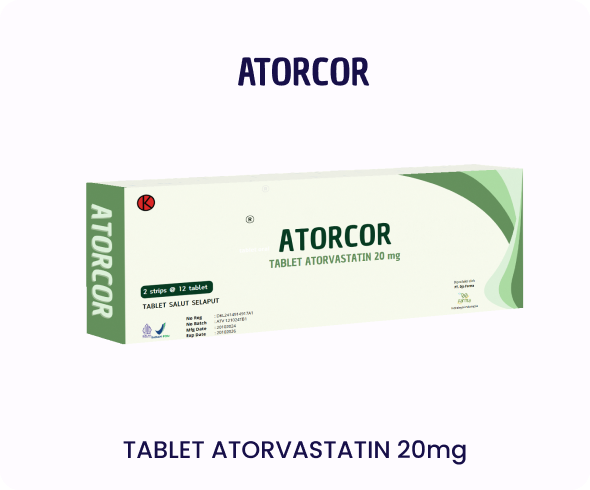 ATORCOR
K
ATORCOR
®
ATORCOR
TABLET ATORVASTATIN 20 mg
2 strips @ 12 tablet
TABLET SALUT SELAPUT
No Reg
No Batch
Mfg Date : 20102024
Exp Date
TABLET ATORVASTATIN 20mg